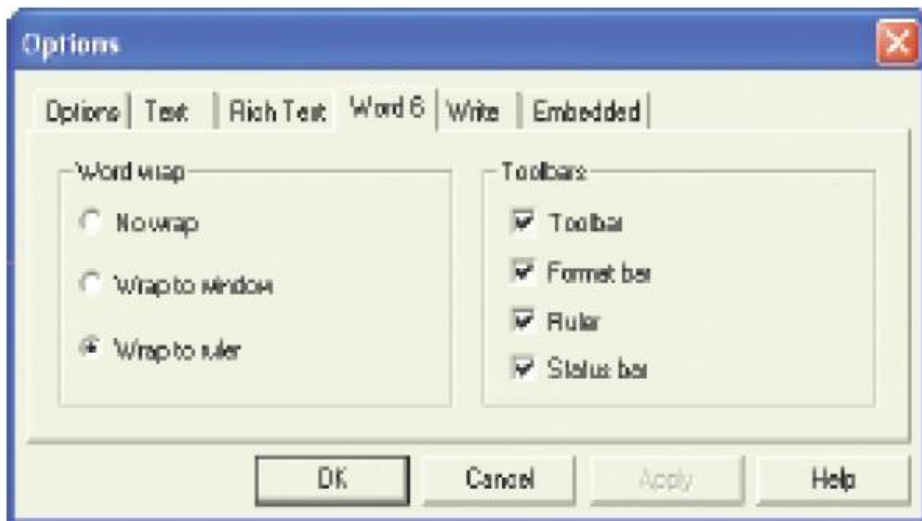 Options
Options Text Rich Text Word 6 Write Embedded
Word wrap
No wrap
Wrap to window
Wrap to ruler
Toolbars
Toolbar
Format bar
Ruler
Status bar
OK Cancel Apply Help